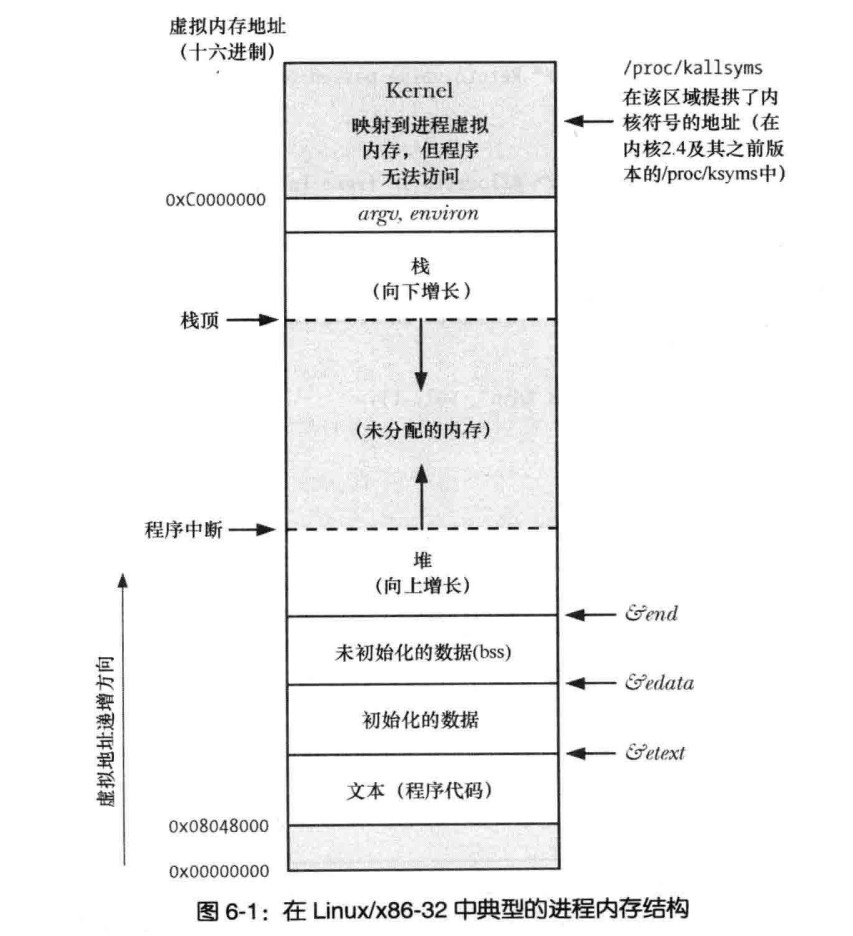 虚拟内存地址
（十六进制）
/proc/kallsyms
在该区域提拱了内
核符号的地址（在
内核2.4及其之前版
本的/proc/ksyms中）
Kernel
映射到进程虚拟
内存，但程序
无法访问
0xC0000000
argv, environ
栈
（向下增长）
栈顶
（未分配的内存）
程序中断
堆
（向上增长）
&end
未初始化的数据(bss)
&edata
初始化的数据
&etext
文本（程序代码）
虚拟地址递增方向
0x08048000
0x00000000
图 6-1：在 Linux/x86-32 中典型的进程内存结构